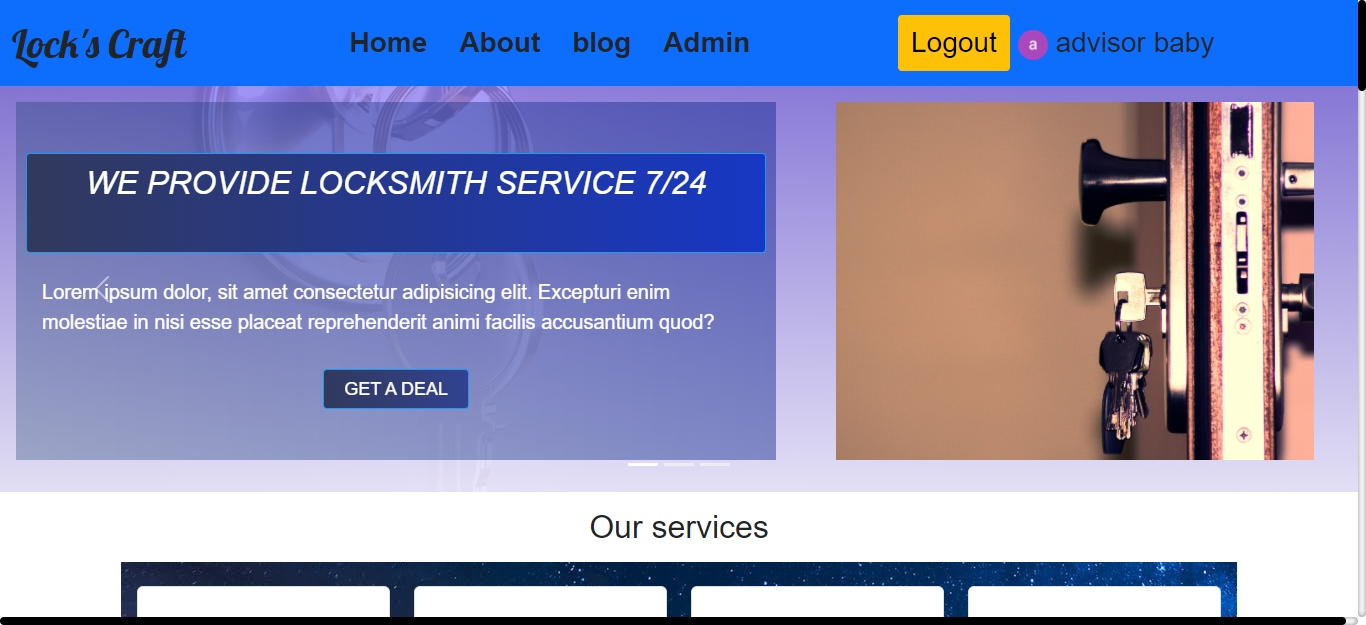 Lock's Craft
Home About blog Admin
Logout a advisor baby
WE PROVIDE LOCKSMITH SERVICE 7/24
Lorem ipsum dolor, sit amet consectetur adipisicing elit. Excepturi enim
molestiae in nisi esse placeat reprehenderit animi facilis accusantium quod?
GET A DEAL
Our services